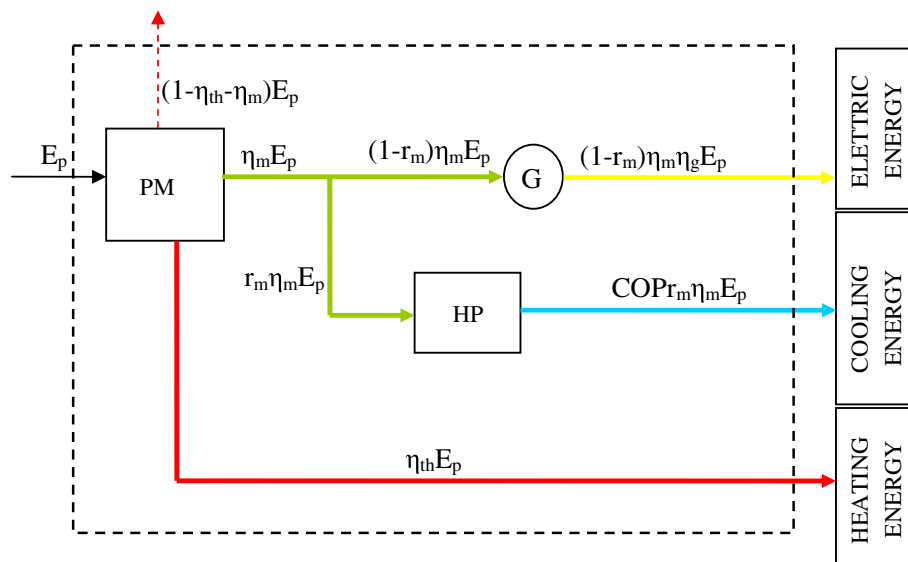 (1-ηth-ηm)Ep
Ep
PM
ηmEp
(1-rm)ηmEp
G
(1-rm)ηmηgEp
ELETTRIC
ENERGY
rmηmEp
HP
COPrmηmEp
COOLING
ENERGY
ηthEp
HEATING
ENERGY